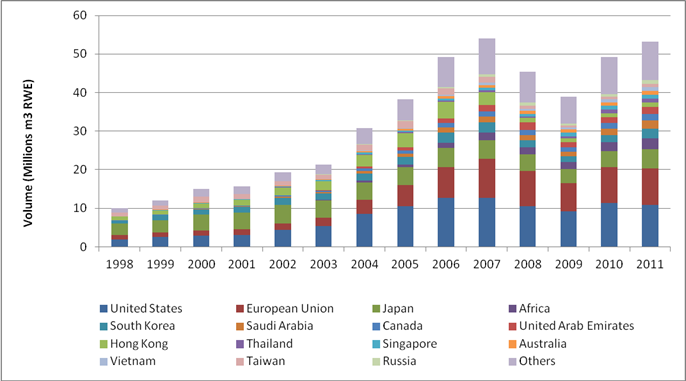 60
50
40
30
20
10
0
Volume (Millions m3 RWE)
1998 1999 2000 2001 2002 2003 2004 2005 2006 2007 2008 2009 2010 2011
United States European Union Japan Africa
South Korea Saudi Arabia Canada United Arab Emirates
Hong Kong Thailand Singapore Australia
Vietnam Taiwan Russia Others